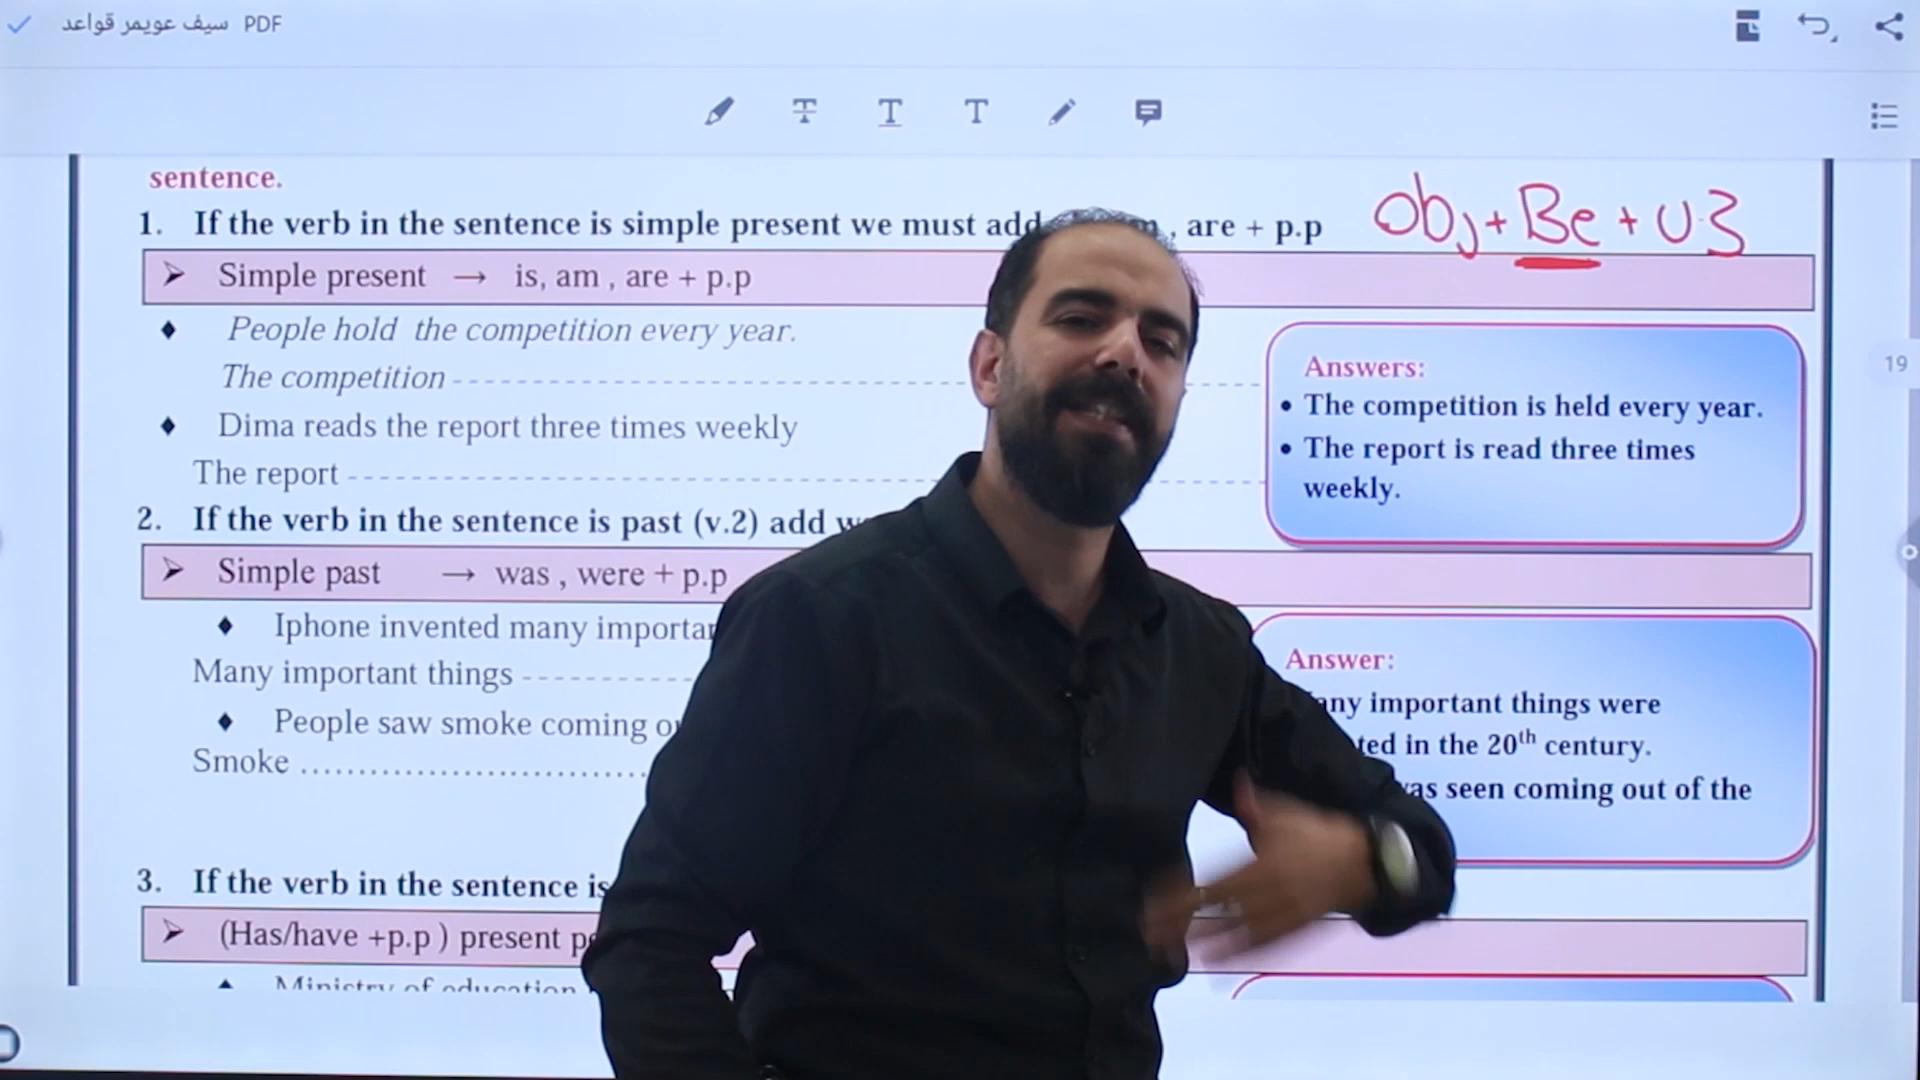 سيف عويمر قواعد PDF
sentence.
1. If the verb in the sentence is simple present we must add , are + p.p
Obj + Be + V.3
➢ Simple present → is, am , are + p.p
♦ People hold the competition every year.
The competition
♦ Dima reads the report three times weekly
The report
Answers:
• The competition is held every year.
• The report is read three times
weekly.
19
2. If the verb in the sentence is past (v.2) add
➢ Simple past → was , were + p.p
♦ Iphone invented many
Many important things
♦ People saw smoke coming
Smoke
Answer:
important things were
in the 20th century.
seen coming out of the
3. If the verb in the sentence is
➢ (Has/have +p.p ) present
♦ Ministry of education